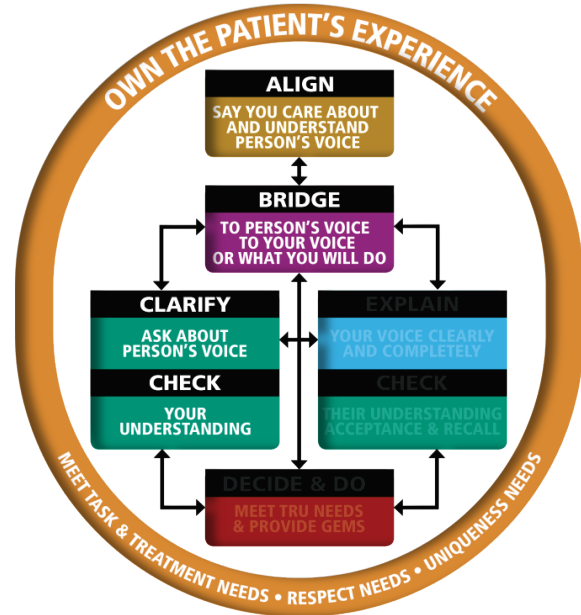 OWN THE PATIENT'S EXPERIENCE
ALIGN
SAY YOU CARE ABOUT
AND UNDERSTAND
PERSON'S VOICE
BRIDGE
TO PERSON'S VOICE
TO YOUR VOICE
OR WHAT YOU WILL DO
CLARIFY
ASK ABOUT
PERSON'S VOICE
CHECK
YOUR
UNDERSTANDING
EXPLAIN
YOUR VOICE CLEARLY
AND COMPLETELY
CHECK
THEIR UNDERSTANDING
ACCEPTANCE & RECALL
DECIDE & DO
MEET TRU NEEDS
& PROVIDE GEMS
MEET TASK & TREATMENT NEEDS • RESPECT NEEDS • UNIQUENESS NEEDS